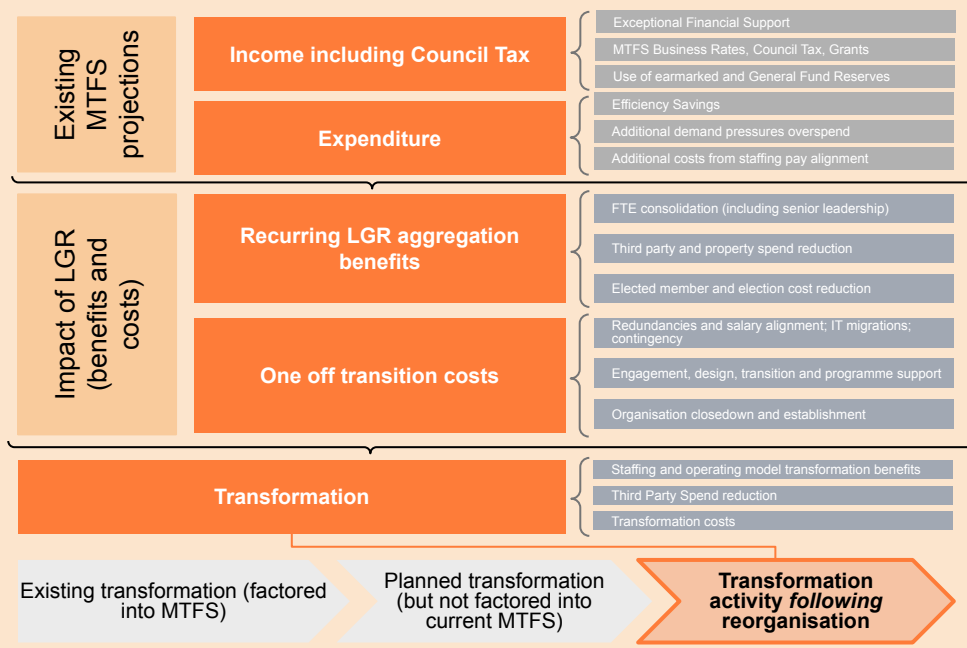 Existing
MTFS
projections
Income including Council Tax
Exceptional Financial Support
MTFS Business Rates, Council Tax, Grants
Use of earmarked and General Fund Reserves
Expenditure
Efficiency Savings
Additional demand pressures overspend
Additional costs from staffing pay alignment
Impact of LGR
(benefits and
costs)
Recurring LGR aggregation
benefits
FTE consolidation (including senior leadership)
Third party and property spend reduction
Elected member and election cost reduction
One off transition costs
Redundancies and salary alignment; IT migrations;
contingency
Engagement, design, transition and programme support
Organisation closedown and establishment
Transformation
Staffing and operating model transformation benefits
Third Party Spend reduction
Transformation costs
Existing transformation (factored
into MTFS)
Planned transformation
(but not factored into
current MTFS)
Transformation
activity following
reorganisation